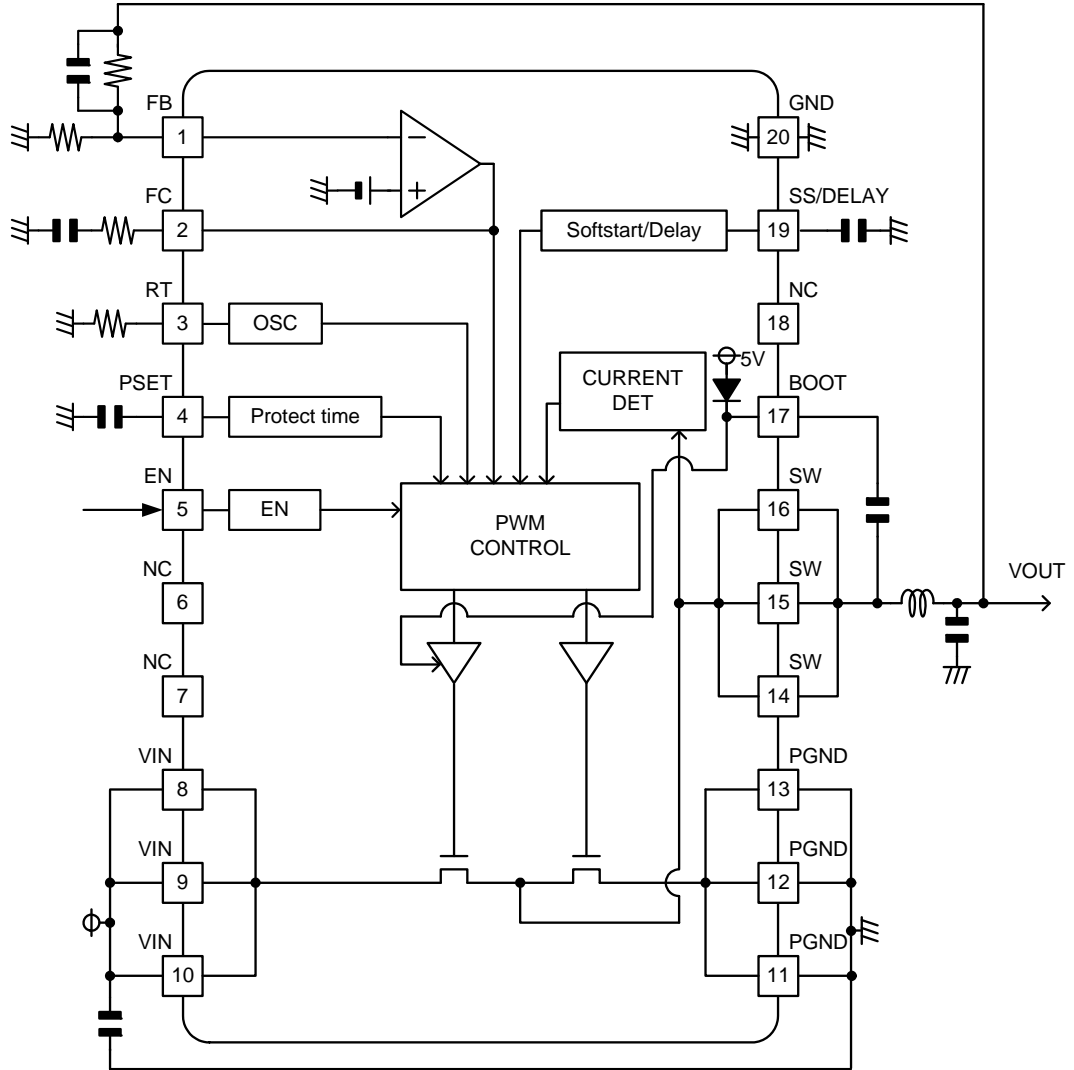 FB
1
FC
2
RT
3
OSC
PSET
4
Protect time
EN
5
EN
NC
6
NC
7
VIN
8
VIN
9
VIN
10
Softstart/Delay
CURRENT
DET
5V
PWM
CONTROL
GND
20
SS/DELAY
19
NC
18
BOOT
17
SW
16
SW
15
SW
14
PGND
13
PGND
12
PGND
11
VOUT